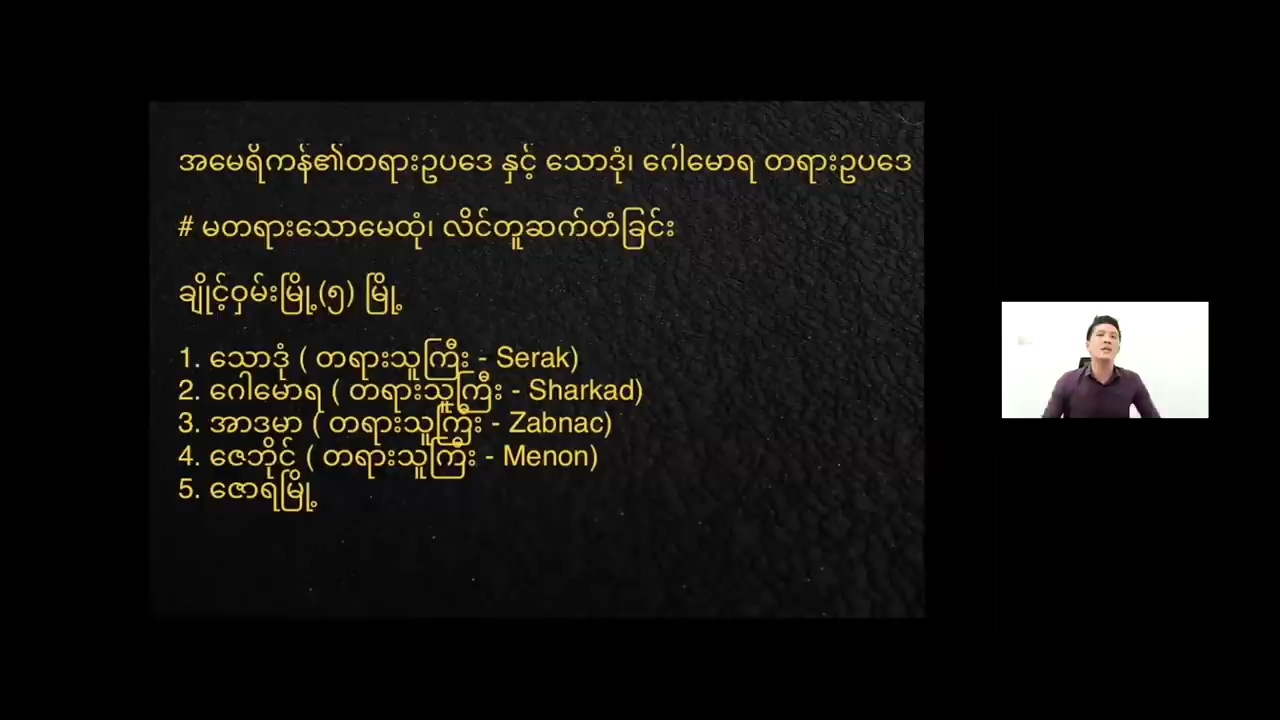 အမေရိကန်၏တရားဥပဒေ နှင့် သောဒုံ၊ ဂေါ်မောရ တရားဥပဒေ
# မတရားသောမေထုံ၊ လိင်တူဆက်တံခြင်း
ချိုင့်ဝှမ်းမြို့(၅) မြို့
1. သောဒုံ ( တရားသူကြီး - Serak)
2. ဂေါမောရ ( တရားသူကြီး - Sharkad)
3. အာဒမာ ( တရားသူကြီး - Zabnac)
4. ဇေဘိုင် ( တရားသူကြီး - Menon)
5. ဇောရမြို့